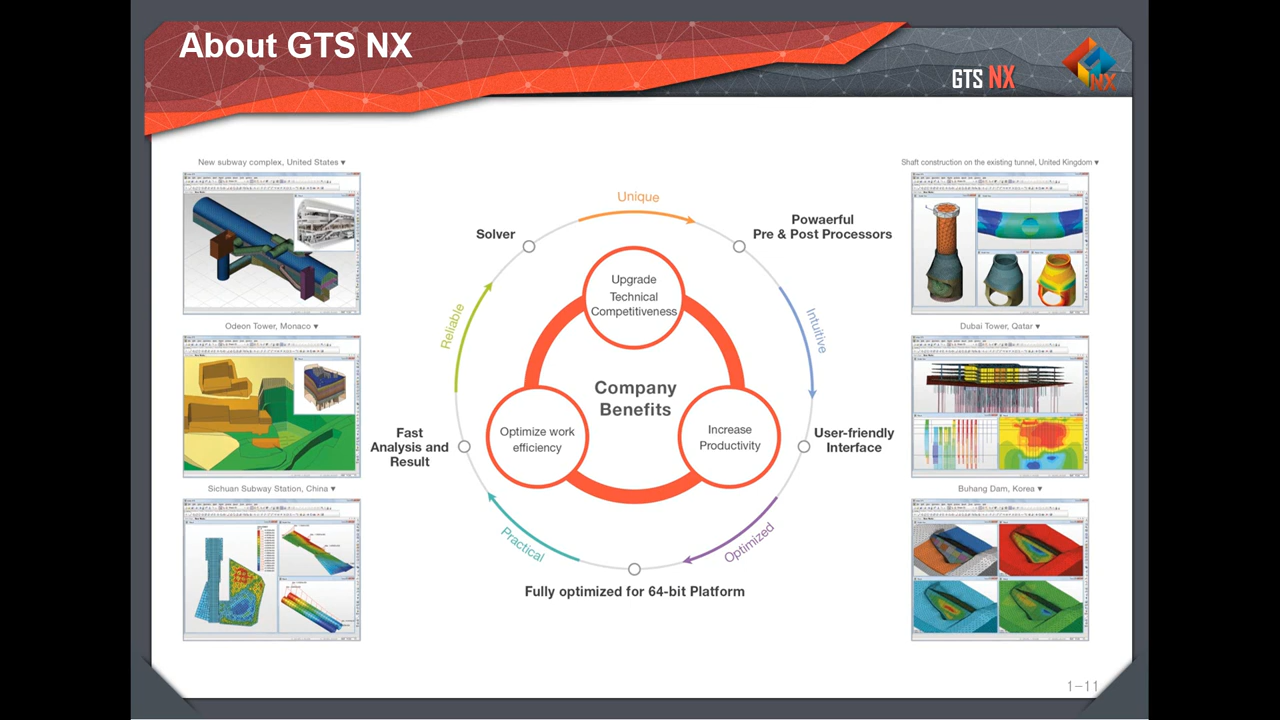 About GTS NX
GTS NX
NX
New subway complex, United States ▼
Shaft construction on the existing tunnel, United Kingdom ▼
Unique
Solver
Powaerful
Pre & Post Processors
Upgrade
Technical
Competitiveness
Reliable
Intuitive
Odeon Tower, Monaco ▼
Dubai Tower, Qatar ▼
Company
Benefits
Fast
Analysis and
Result
Optimize work
efficiency
Increase
Productivity
User-friendly
Interface
Sichuan Subway Station, China ▼
Buhang Dam, Korea ▼
Practical
Optimized
Fully optimized for 64-bit Platform
1-11